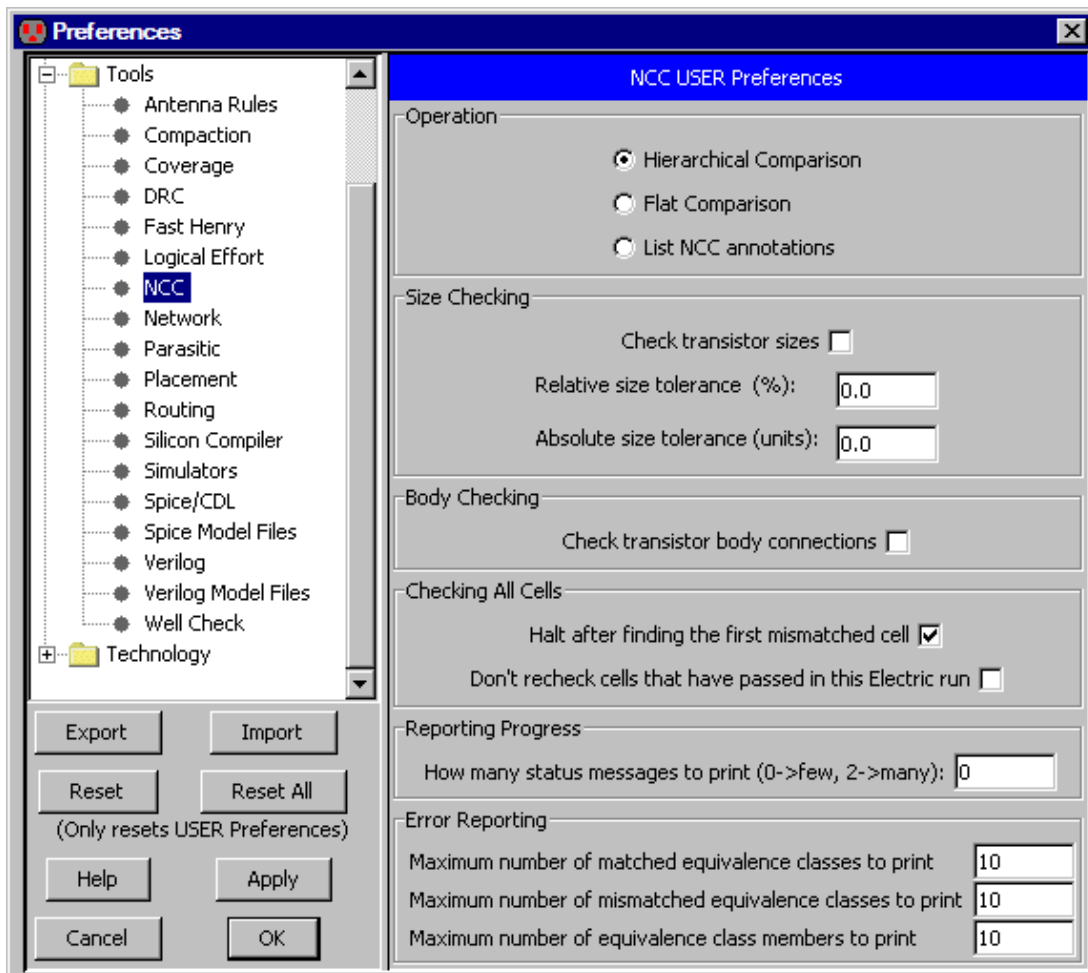 Preferences
Tools
Antenna Rules
Compaction
Coverage
DRC
Fast Henry
Logical Effort
NCC
Network
Parasitic
Placement
Routing
Silicon Compiler
Simulators
Spice/CDL
Spice Model Files
Verilog
Verilog Model Files
Well Check
Technology
Export
Import
Reset
Reset All
(Only resets USER Preferences)
Help
Apply
Cancel
OK
NCC USER Preferences
Operation
Hierarchical Comparison
Flat Comparison
List NCC annotations
Size Checking
Check transistor sizes
Relative size tolerance (%): 0.0
Absolute size tolerance (units): 0.0
Body Checking
Check transistor body connections
Checking All Cells
Halt after finding the first mismatched cell
Don't recheck cells that have passed in this Electric run
Reporting Progress
How many status messages to print (0->few, 2->many): 0
Error Reporting
Maximum number of matched equivalence classes to print 10
Maximum number of mismatched equivalence classes to print 10
Maximum number of equivalence class members to print 10